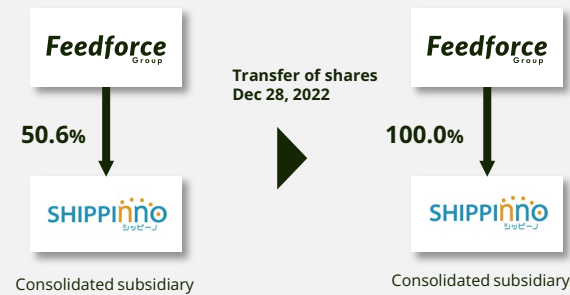 Feedforce
Group
50.6%
SHIPPINNO
シッピーノ
Consolidated subsidiary
Transfer of shares
Dec 28, 2022
Feedforce
Group
100.0%
SHIPPINNO
シッピーノ
Consolidated subsidiary